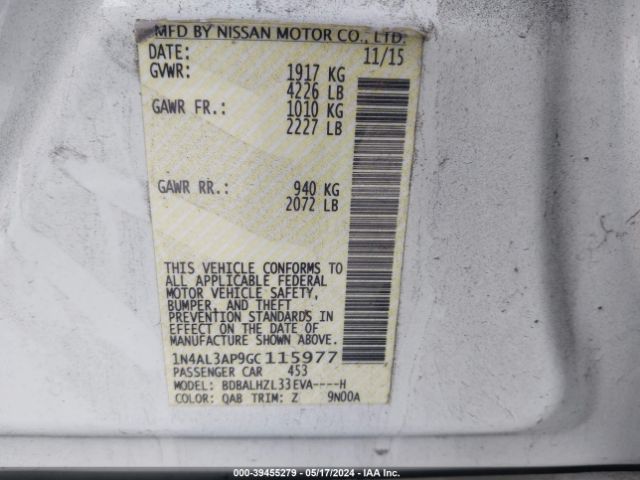 MFD BY NISSAN MOTOR CO., LTD.
DATE: 11/15
GVWR: 1917 KG
4226 LB
GAWR FR.: 1010 KG
2227 LB
GAWR RR.: 940 KG
2072 LB
THIS VEHICLE CONFORMS TO
ALL APPLICABLE FEDERAL
MOTOR VEHICLE SAFETY,
BUMPER, AND THEFT
PREVENTION STANDARDS IN
EFFECT ON THE DATE OF
MANUFACTURE SHOWN ABOVE.
1N4AL3AP9GC115977
PASSENGER CAR 453
MODEL: BDBALHZL33EVA----H
COLOR: QAB TRIM: Z 9N00A
000-39455279 - 05/17/2024 - IAA Inc.